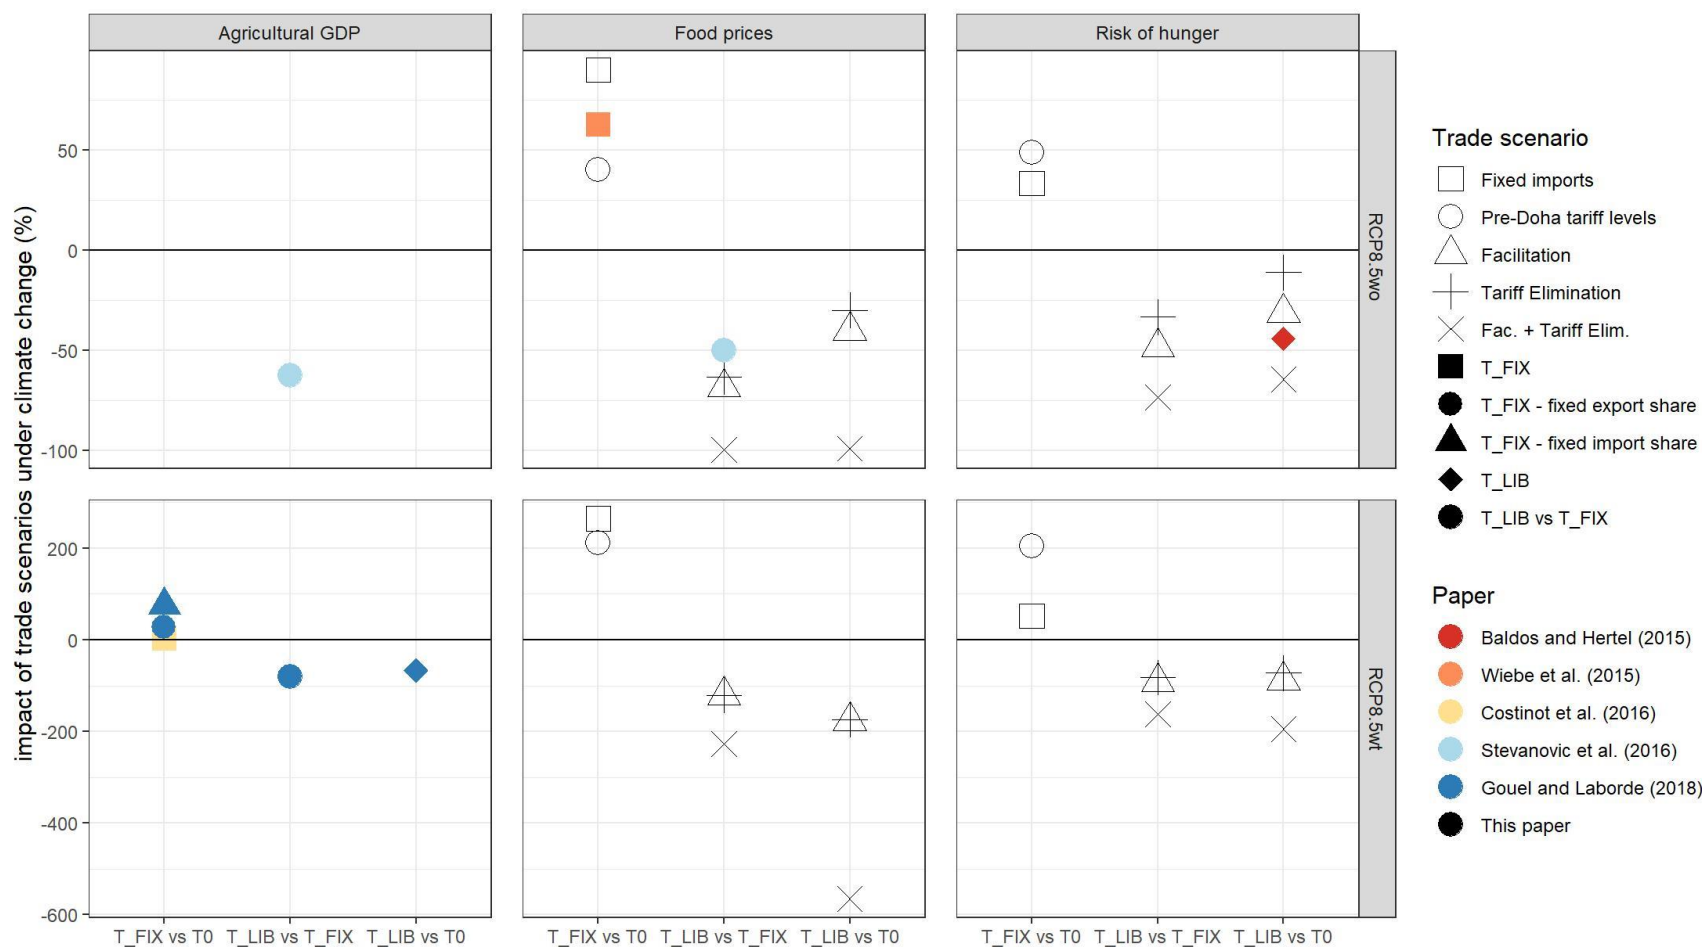 Agricultural GDP
Food prices
Risk of hunger
impact of trade scenarios under climate change (%)
50
0
-50
-100
RCP8.5wo
200
0
-200
-400
-600
RCP8.5wt
T_FIX vs T0
T_LIB vs T_FIX
T_LIB vs T0
T_FIX vs T0
T_LIB vs T_FIX
T_LIB vs T0
T_FIX vs T0
T_LIB vs T_FIX
T_LIB vs T0
Trade scenario
Fixed imports
Pre-Doha tariff levels
Facilitation
Tariff Elimination
Fac. + Tariff Elim.
T_FIX
T_FIX - fixed export share
T_FIX - fixed import share
T_LIB
T_LIB vs T_FIX
Paper
Baldos and Hertel (2015)
Wiebe et al. (2015)
Costinot et al. (2016)
Stevanovic et al. (2016)
Gouel and Laborde (2018)
This paper